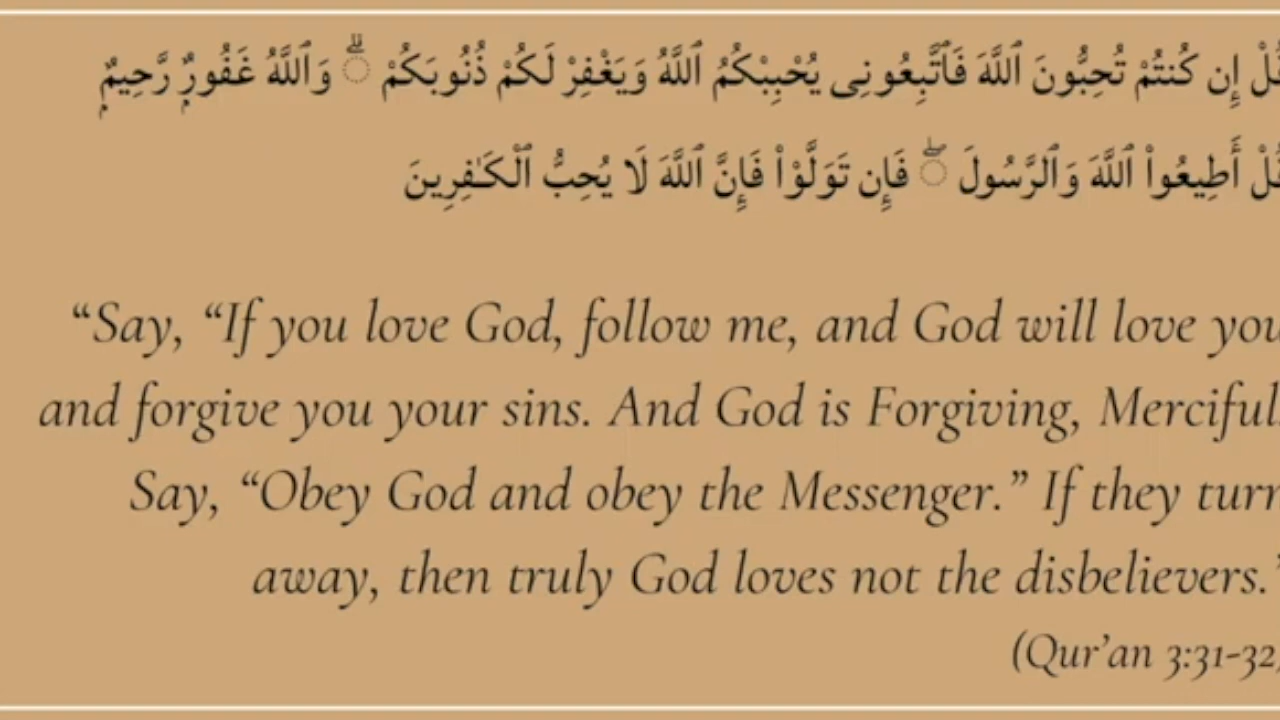 قُلْ إِن كُنتُمْ تُحِبُّونَ ٱللَّهَ فَٱتَّبِعُونِى يُحْبِبْكُمُ ٱللَّهُ وَيَغْفِرْ لَكُمْ ذُنُوبَكُمْ ۗ وَٱللَّهُ غَفُورٌۭ رَّحِيمٌۭ
قُلْ أَطِيعُوا۟ ٱللَّهَ وَٱلرَّسُولَ ۖ فَإِن تَوَلَّوْا۟ فَإِنَّ ٱللَّهَ لَا يُحِبُّ ٱلْكَـٰفِرِينَ
“Say, “If you love God, follow me, and God will love you
and forgive you your sins. And God is Forgiving, Merciful.
Say, “Obey God and obey the Messenger.” If they turn
away, then truly God loves not the disbelievers.”
(Qur’an 3:31-32)